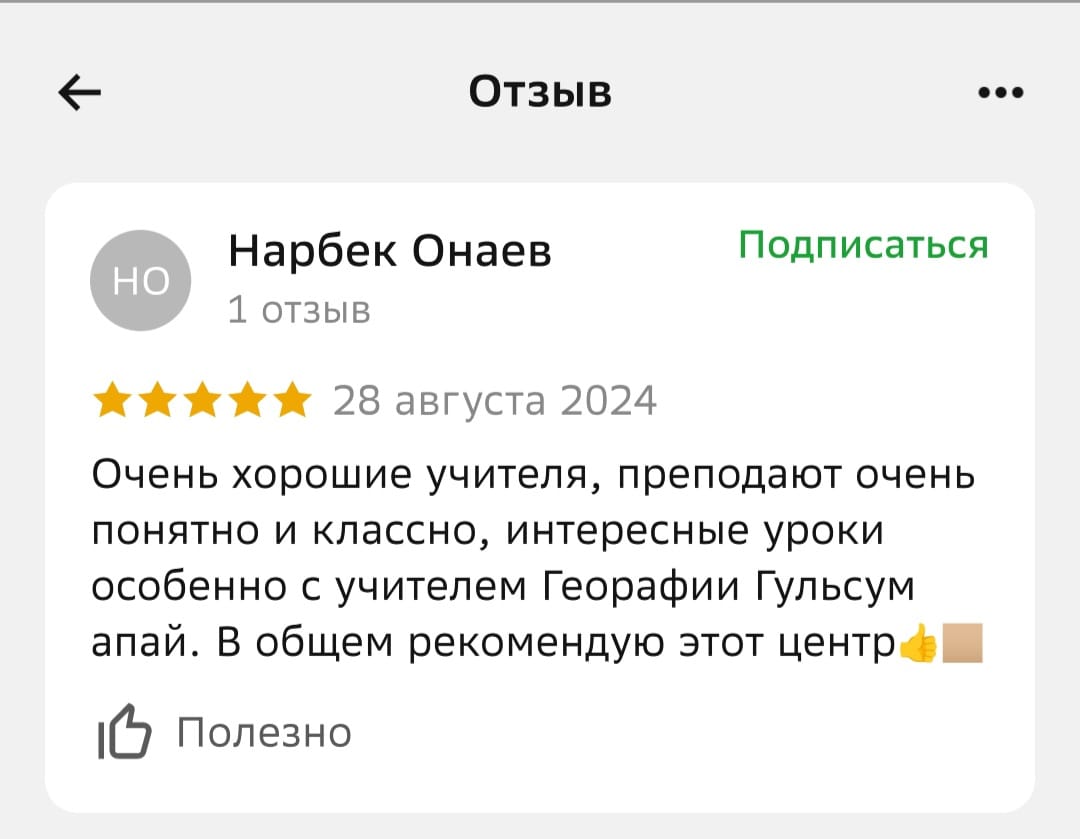 Отзыв
НО
Нарбек Онаев
Подписаться
1 отзыв
28 августа 2024
Очень хорошие учителя, преподают очень
понятно и классно, интересные уроки
особенно с учителем Георафии Гульсум
апай. В общем рекомендую этот центр👍🏼
Полезно